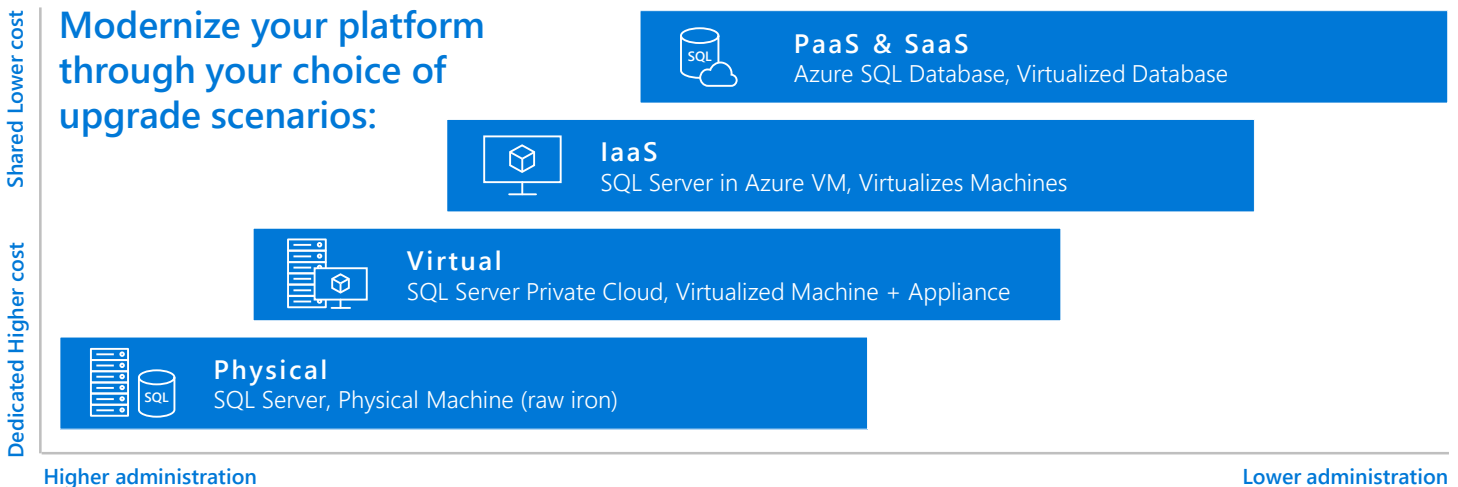 Modernize your platform
through your choice of
upgrade scenarios:
Shared Lower cost
Dedicated Higher cost
SQL
PaaS & SaaS
Azure SQL Database, Virtualized Database
IaaS
SQL Server in Azure VM, Virtualizes Machines
Virtual
SQL Server Private Cloud, Virtualized Machine + Appliance
SQL
Physical
SQL Server, Physical Machine (raw iron)
Higher administration
Lower administration